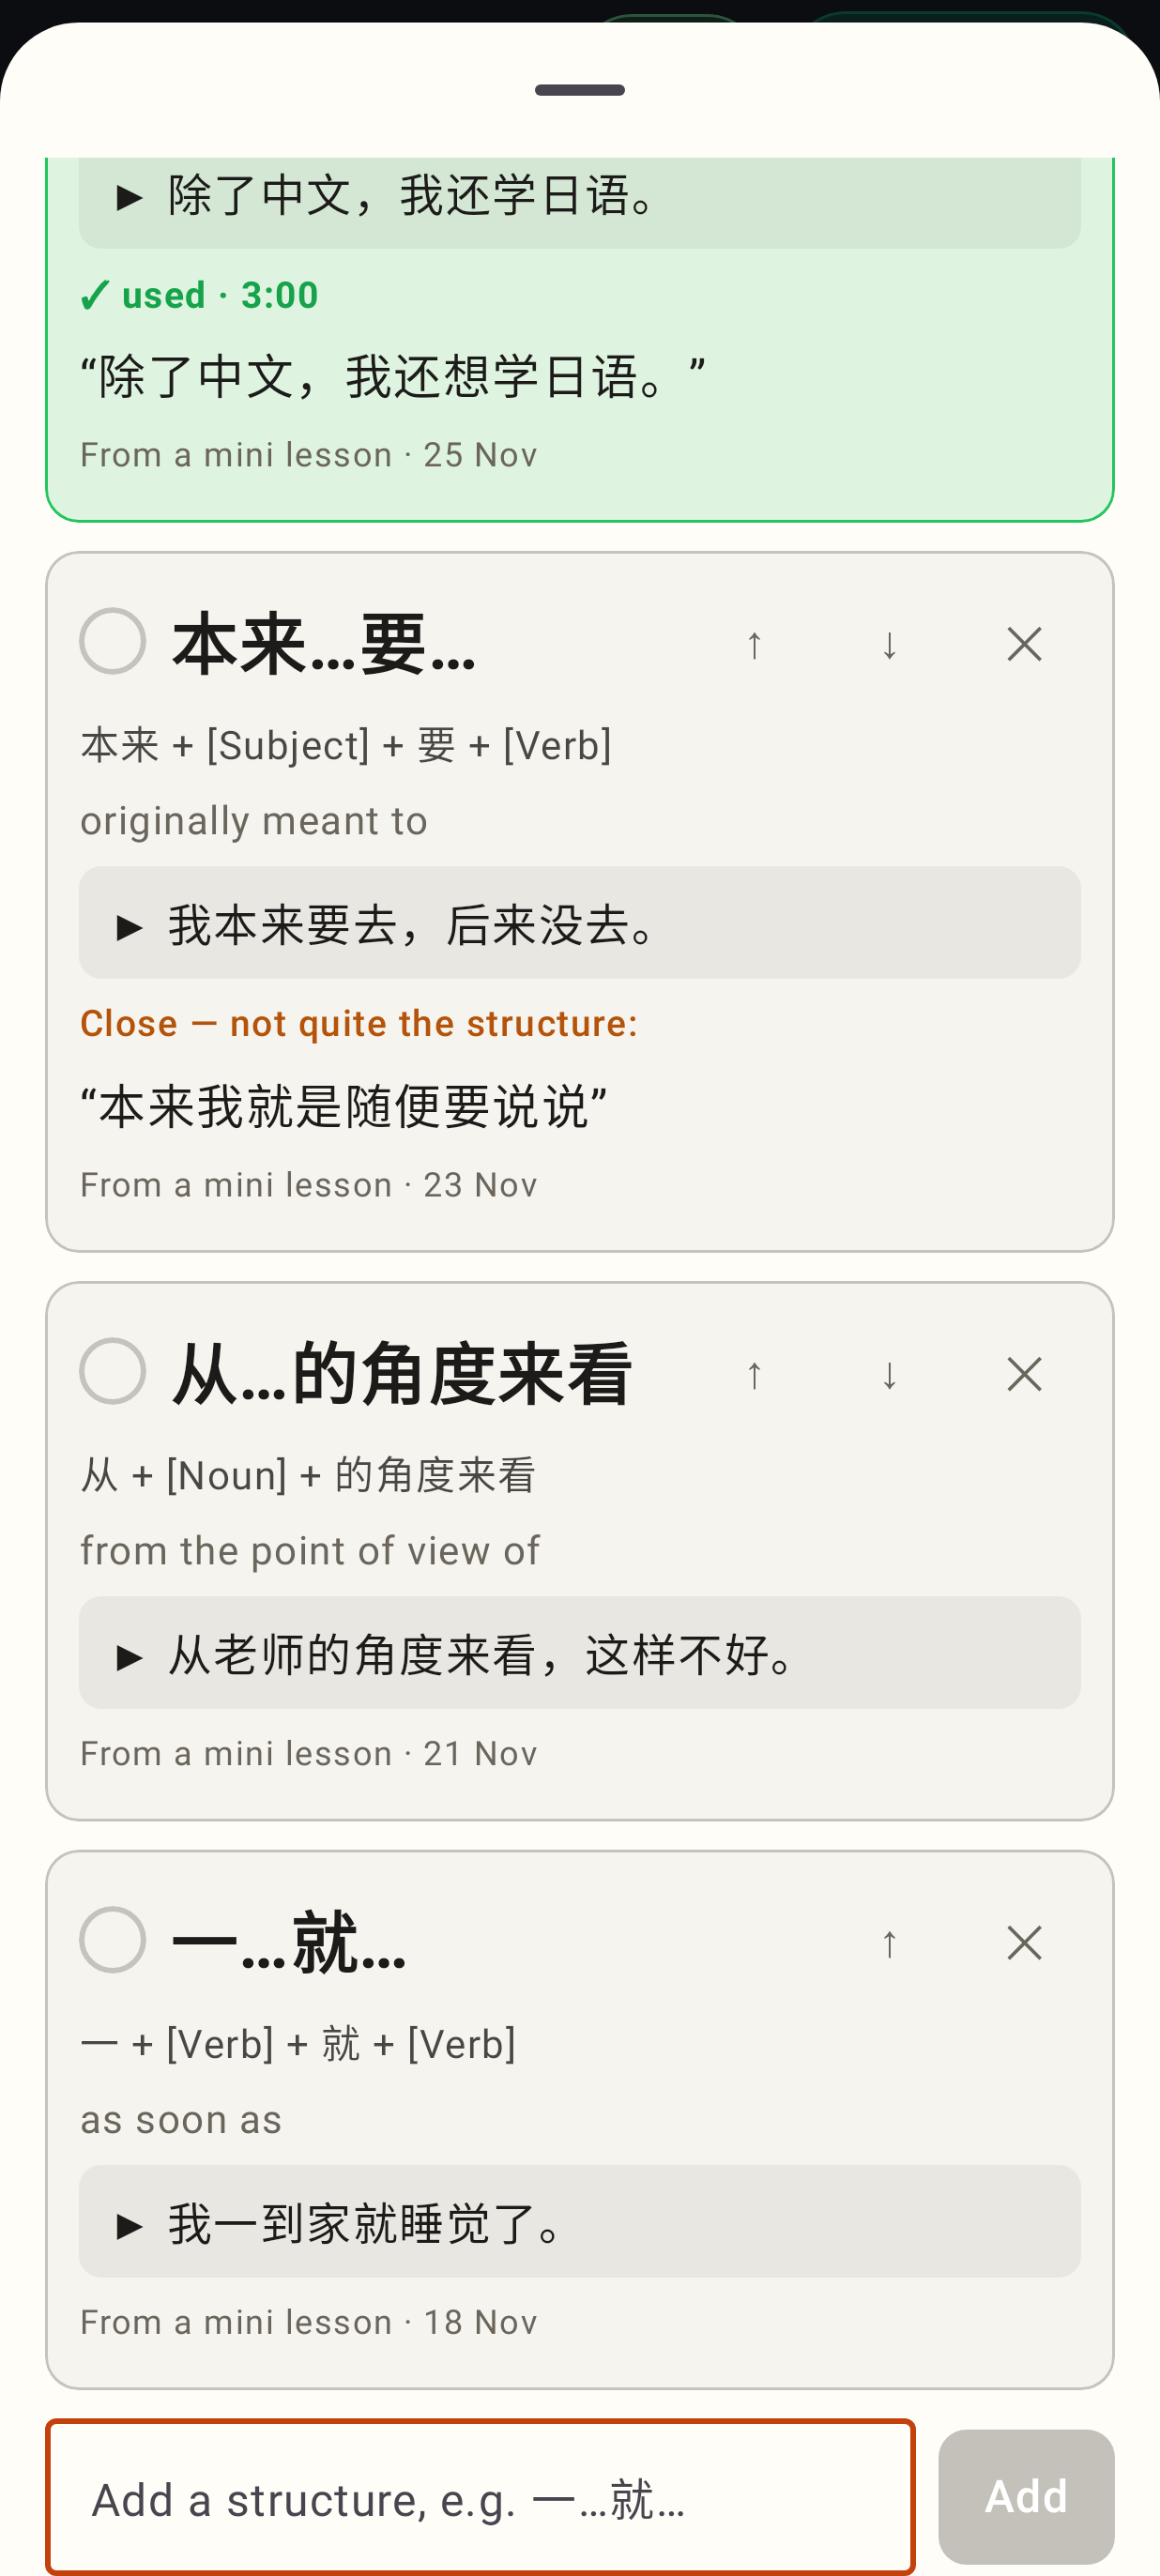 ▶ 除了中文，我还学日语。
✓ used · 3:00
“除了中文，我还想学日语。”
From a mini lesson · 25 Nov
本来…要… ↑ ↓ ×
本来 + [Subject] + 要 + [Verb]
originally meant to
▶ 我本来要去，后来没去。
Close — not quite the structure:
“本来我就是随便要说说”
From a mini lesson · 23 Nov
从…的角度来看 ↑ ↓ ×
从 + [Noun] + 的角度来看
from the point of view of
▶ 从老师的角度来看，这样不好。
From a mini lesson · 21 Nov
一…就… ↑ ×
一 + [Verb] + 就 + [Verb]
as soon as
▶ 我一到家就睡觉了。
From a mini lesson · 18 Nov
Add a structure, e.g. 一…就… Add